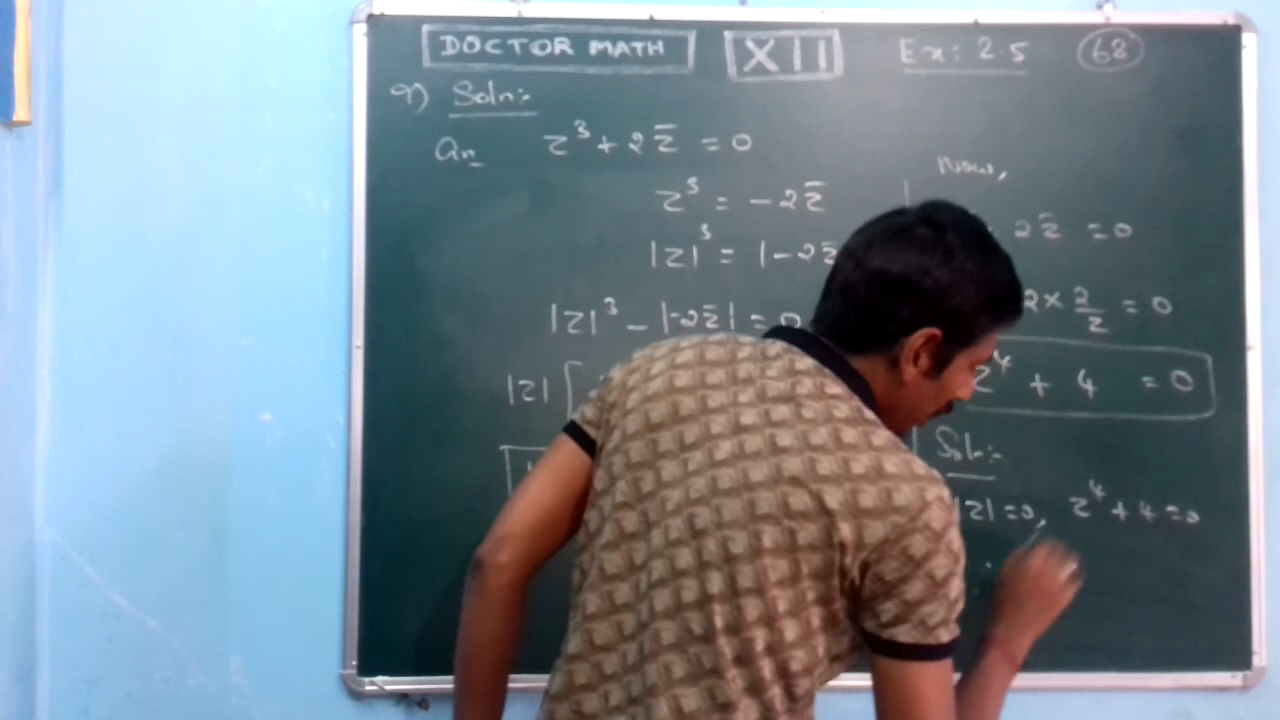 DOCTOR MATH XII Ex: 2.5 68
9) Soln:-
Gn z³ + 2z̄ = 0
z³ = -2z̄
|z|³ = |-2z̄
|z|³ - |-2z̄| = 0
|z| [
Now,
2z̄ = 0
2 × 2/z = 0
z⁴ + 4 = 0
Soln:-
|z| = 0, z⁴ + 4 = 0